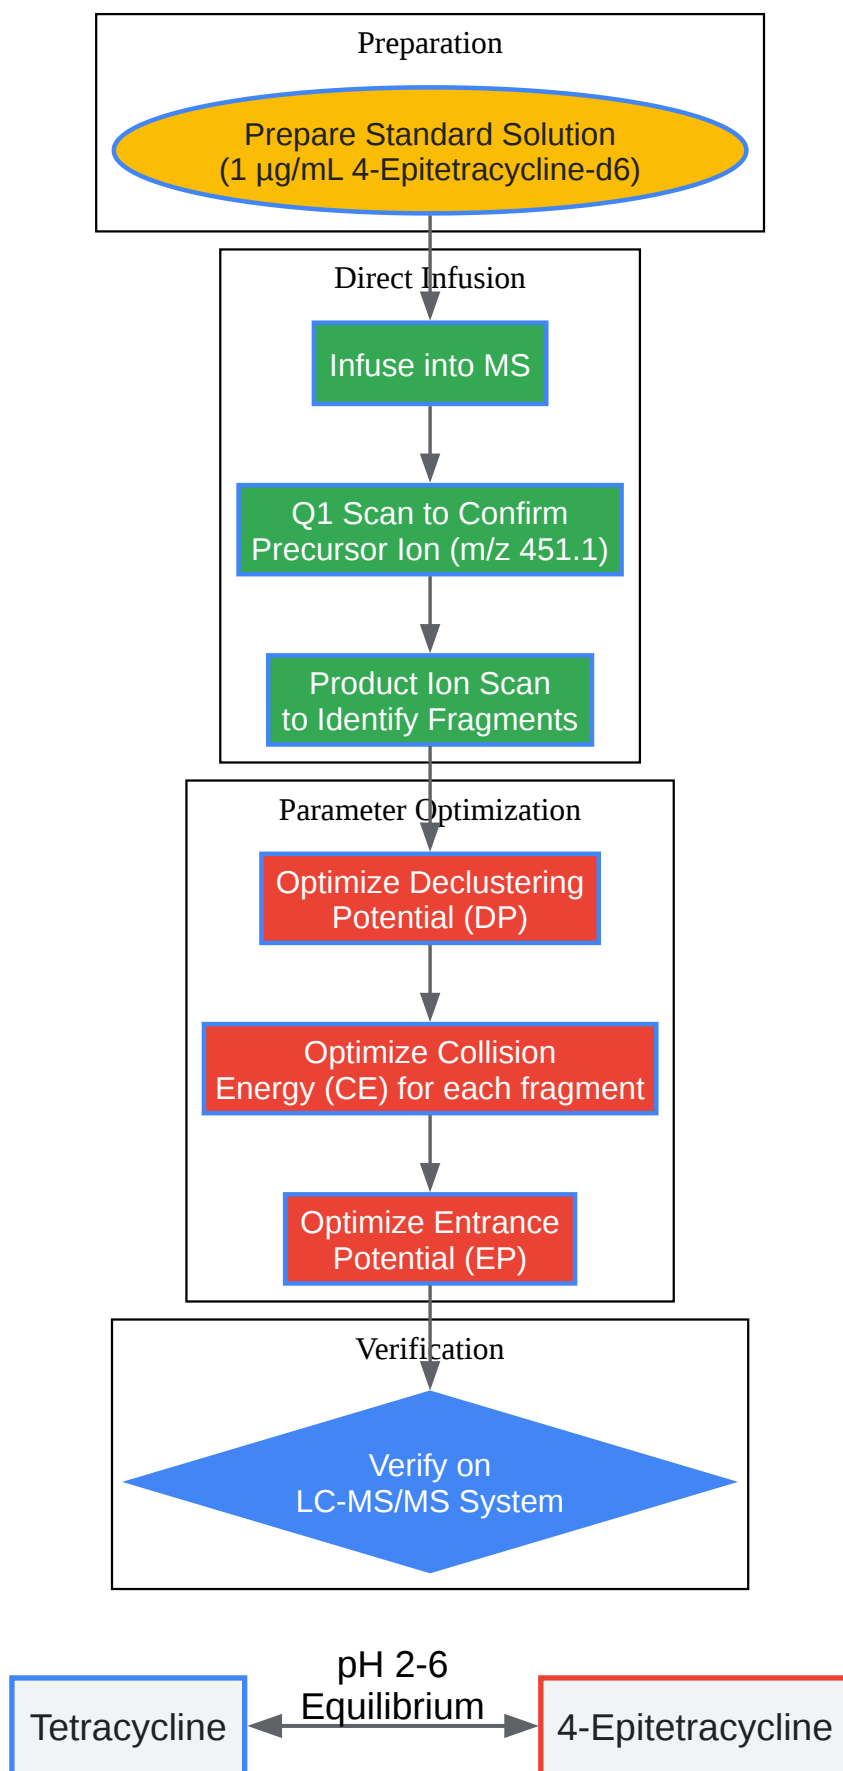 Preparation
Prepare Standard Solution
(1 µg/mL 4-Epitetracycline-d6)
Direct Infusion
Infuse into MS
Q1 Scan to Confirm
Precursor Ion (m/z 451.1)
Product Ion Scan
to Identify Fragments
Parameter Optimization
Optimize Declustering
Potential (DP)
Optimize Collision
Energy (CE) for each fragment
Optimize Entrance
Potential (EP)
Verification
Verify on
LC-MS/MS System
pH 2-6
Equilibrium
Tetracycline
4-Epitetracycline